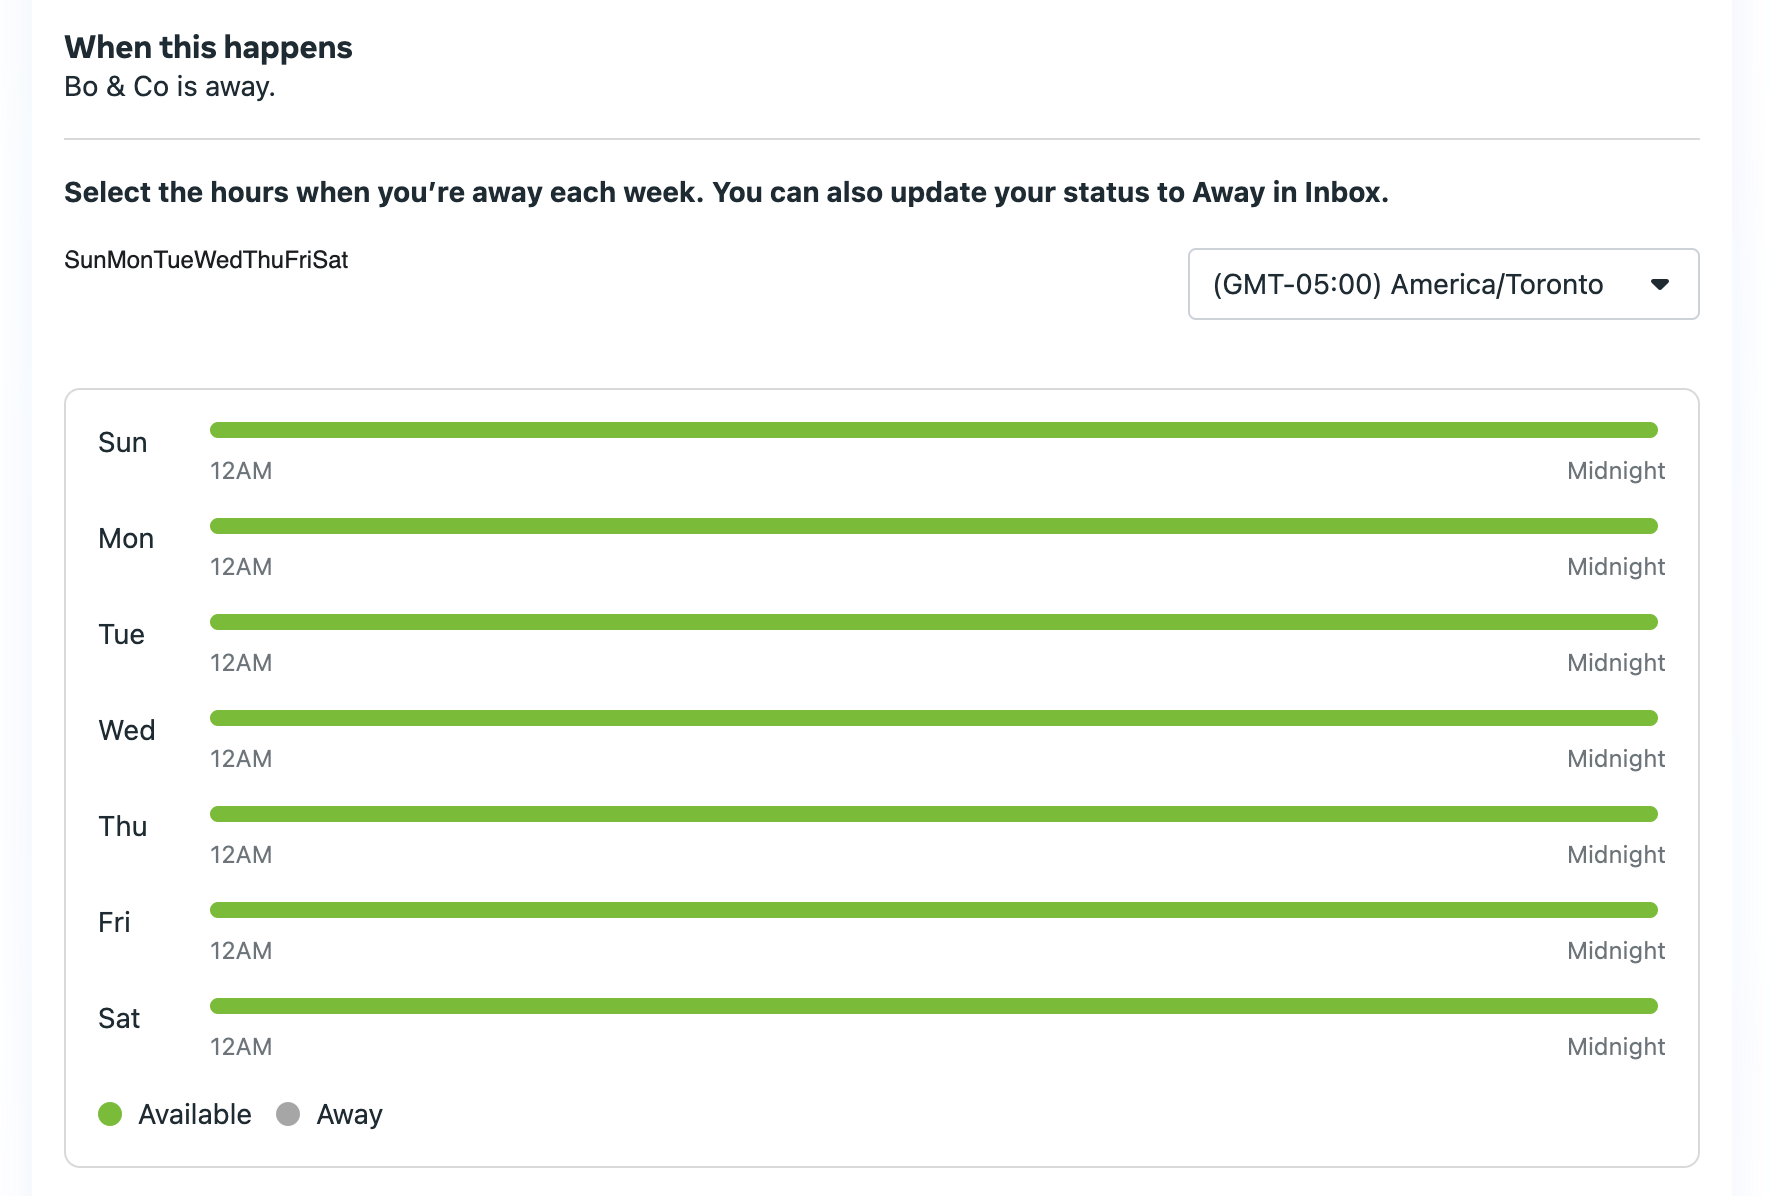 When this happens
Bo & Co is away.
Select the hours when you’re away each week. You can also update your status to Away in Inbox.
SunMonTueWedThuFriSat
(GMT-05:00) America/Toronto
Sun
12AM Midnight
Mon
12AM Midnight
Tue
12AM Midnight
Wed
12AM Midnight
Thu
12AM Midnight
Fri
12AM Midnight
Sat
12AM Midnight
Available Away